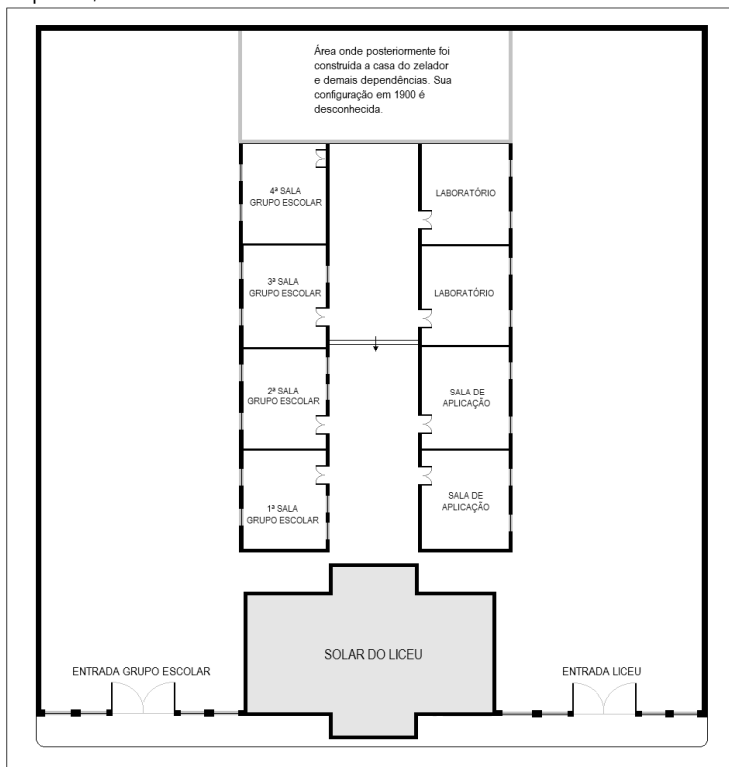 Área onde posteriormente foi
construída a casa do zelador
e demais dependências. Sua
configuração em 1900 é
desconhecida.
4ª SALA
GRUPO ESCOLAR
LABORATÓRIO
3ª SALA
GRUPO ESCOLAR
LABORATÓRIO
2ª SALA
GRUPO ESCOLAR
SALA DE
APLICAÇÃO
1ª SALA
GRUPO ESCOLAR
SALA DE
APLICAÇÃO
SOLAR DO LICEU
ENTRADA GRUPO ESCOLAR
ENTRADA LICEU